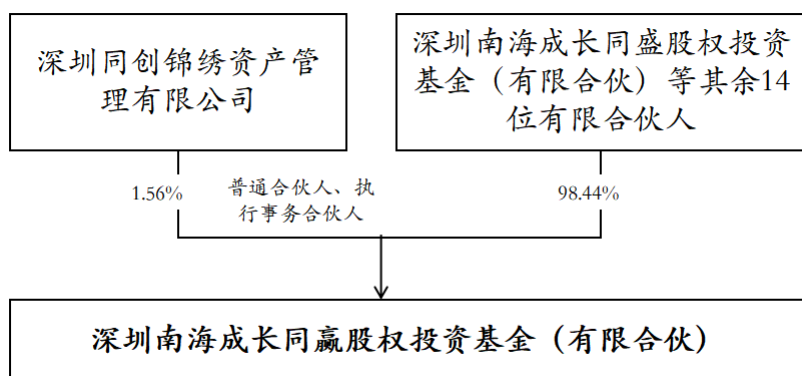 深圳同创锦绣资产管
理有限公司
深圳南海成长同盛股权投资
基金（有限合伙）等其余14
位有限合伙人
1.56%
普通合伙人、执
行事务合伙人
98.44%
深圳南海成长同赢股权投资基金（有限合伙）